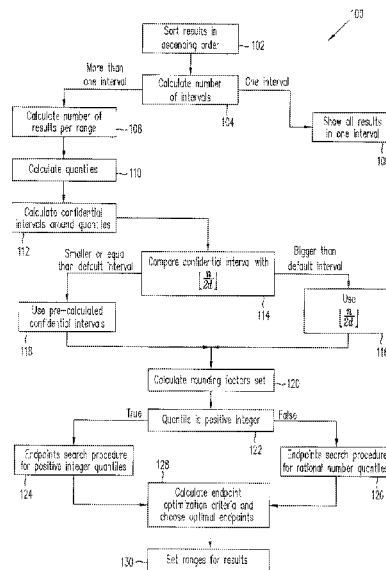 100
Sort results in
ascending order
102
More than
one interval
Calculate number
of intervals
104
One interval
Calculate number of
results per range
108
Show all results
in one interval
Calculate quantiles
110
Calculate confidential
intervals around quantiles
112
Smaller or equal
than default interval
Compare confidential interval with
⌊n/2d⌋
114
Bigger than
default interval
Use pre-calculated
confidential intervals
118
Use
⌊n/2d⌋
116
Calculate rounding factors set
120
True
Quantile is positive integer
122
False
Endpoints search procedure
for positive integer quantiles
124
128
Calculate endpoint
optimization criteria and
choose optimal endpoints
Endpoints search procedure
for rational number quantiles
126
130
Set ranges for results